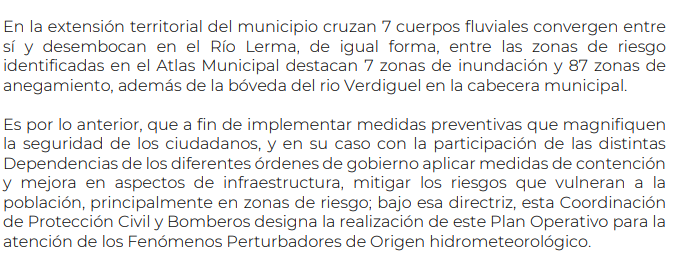 En la extensión territorial del municipio cruzan 7 cuerpos fluviales convergen entre
sí y desembocan en el Río Lerma, de igual forma, entre las zonas de riesgo
identificadas en el Atlas Municipal destacan 7 zonas de inundación y 87 zonas de
anegamiento, además de la bóveda del rio Verdiguel en la cabecera municipal.
Es por lo anterior, que a fin de implementar medidas preventivas que magnifiquen
la seguridad de los ciudadanos, y en su caso con la participación de las distintas
Dependencias de los diferentes órdenes de gobierno aplicar medidas de contención
y mejora en aspectos de infraestructura, mitigar los riesgos que vulneran a la
población, principalmente en zonas de riesgo; bajo esa directriz, esta Coordinación
de Protección Civil y Bomberos designa la realización de este Plan Operativo para la
atención de los Fenómenos Perturbadores de Origen hidrometeorológico.